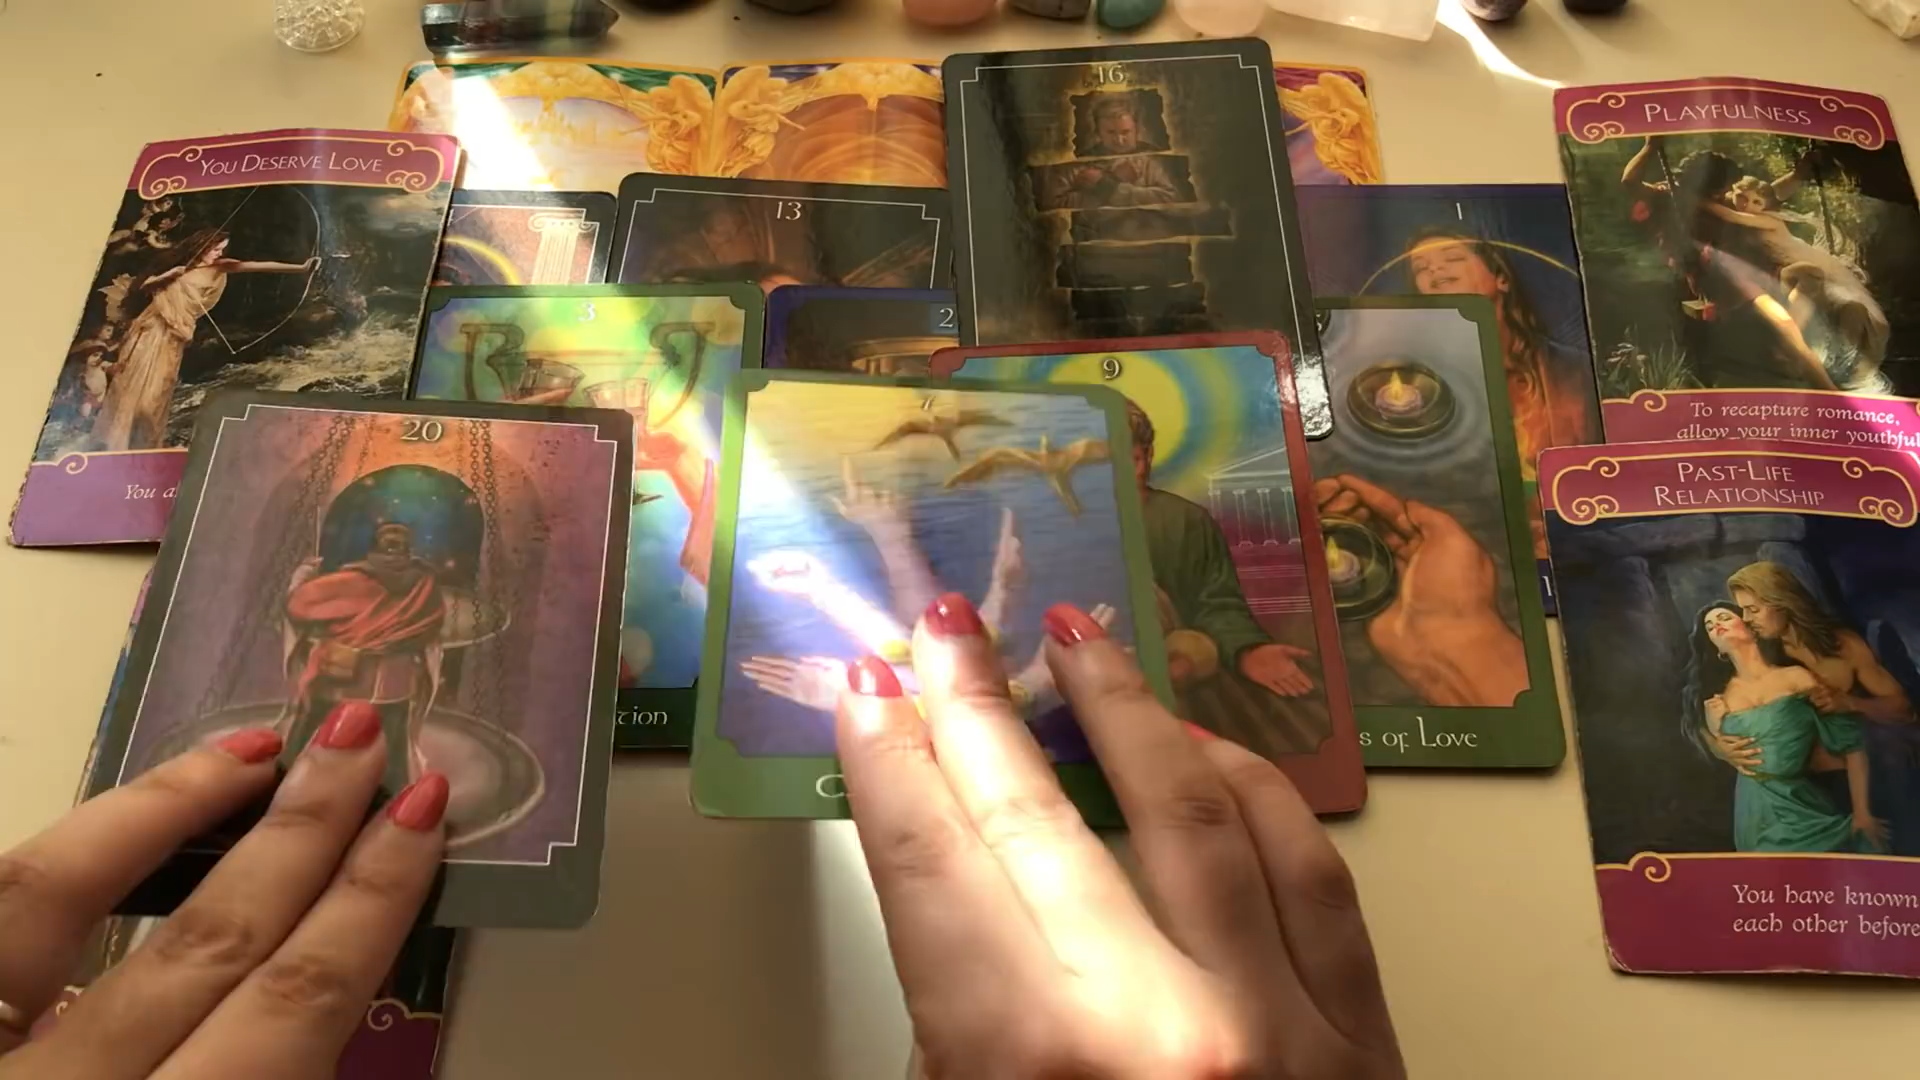 16
YOU DESERVE LOVE
PLAYFULNESS
13
1
3
2
9
7
20
To recapture romance,
allow your inner youthful
PAST-LIFE
RELATIONSHIP
You a
tion
s of Love
C
You have known
each other before